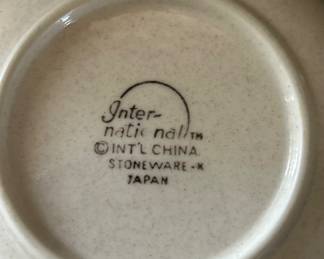 Inter-
national™
© INT'L CHINA.
STONEWARE-K
JAPAN